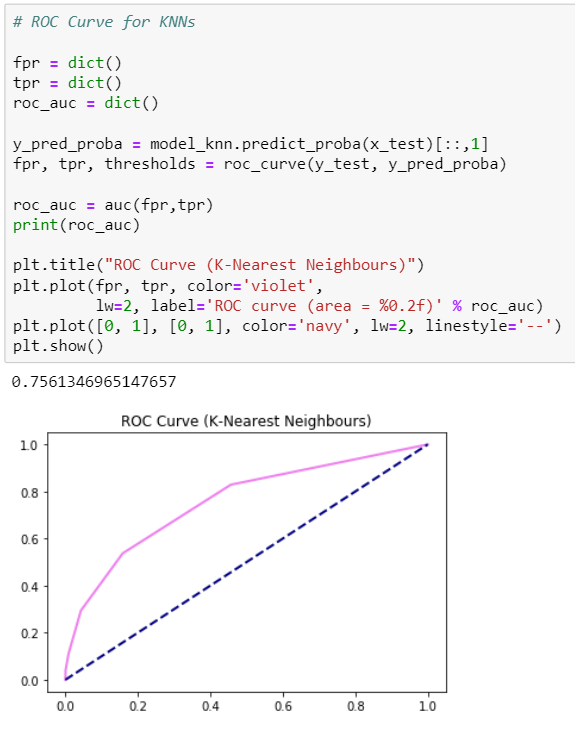 # ROC Curve for KNNs
fpr = dict()
tpr = dict()
roc_auc = dict()
y_pred_proba = model_knn.predict_proba(x_test)[::,1]
fpr, tpr, thresholds = roc_curve(y_test, y_pred_proba)
roc_auc = auc(fpr,tpr)
print(roc_auc)
plt.title("ROC Curve (K-Nearest Neighbours)")
plt.plot(fpr, tpr, color='violet',
lw=2, label='ROC curve (area = %0.2f)' % roc_auc)
plt.plot([0, 1], [0, 1], color='navy', lw=2, linestyle='--')
plt.show()
0.7561346965147657
ROC Curve (K-Nearest Neighbours)
1.0
0.8
0.6
0.4
0.2
0.0
0.0 0.2 0.4 0.6 0.8 1.0